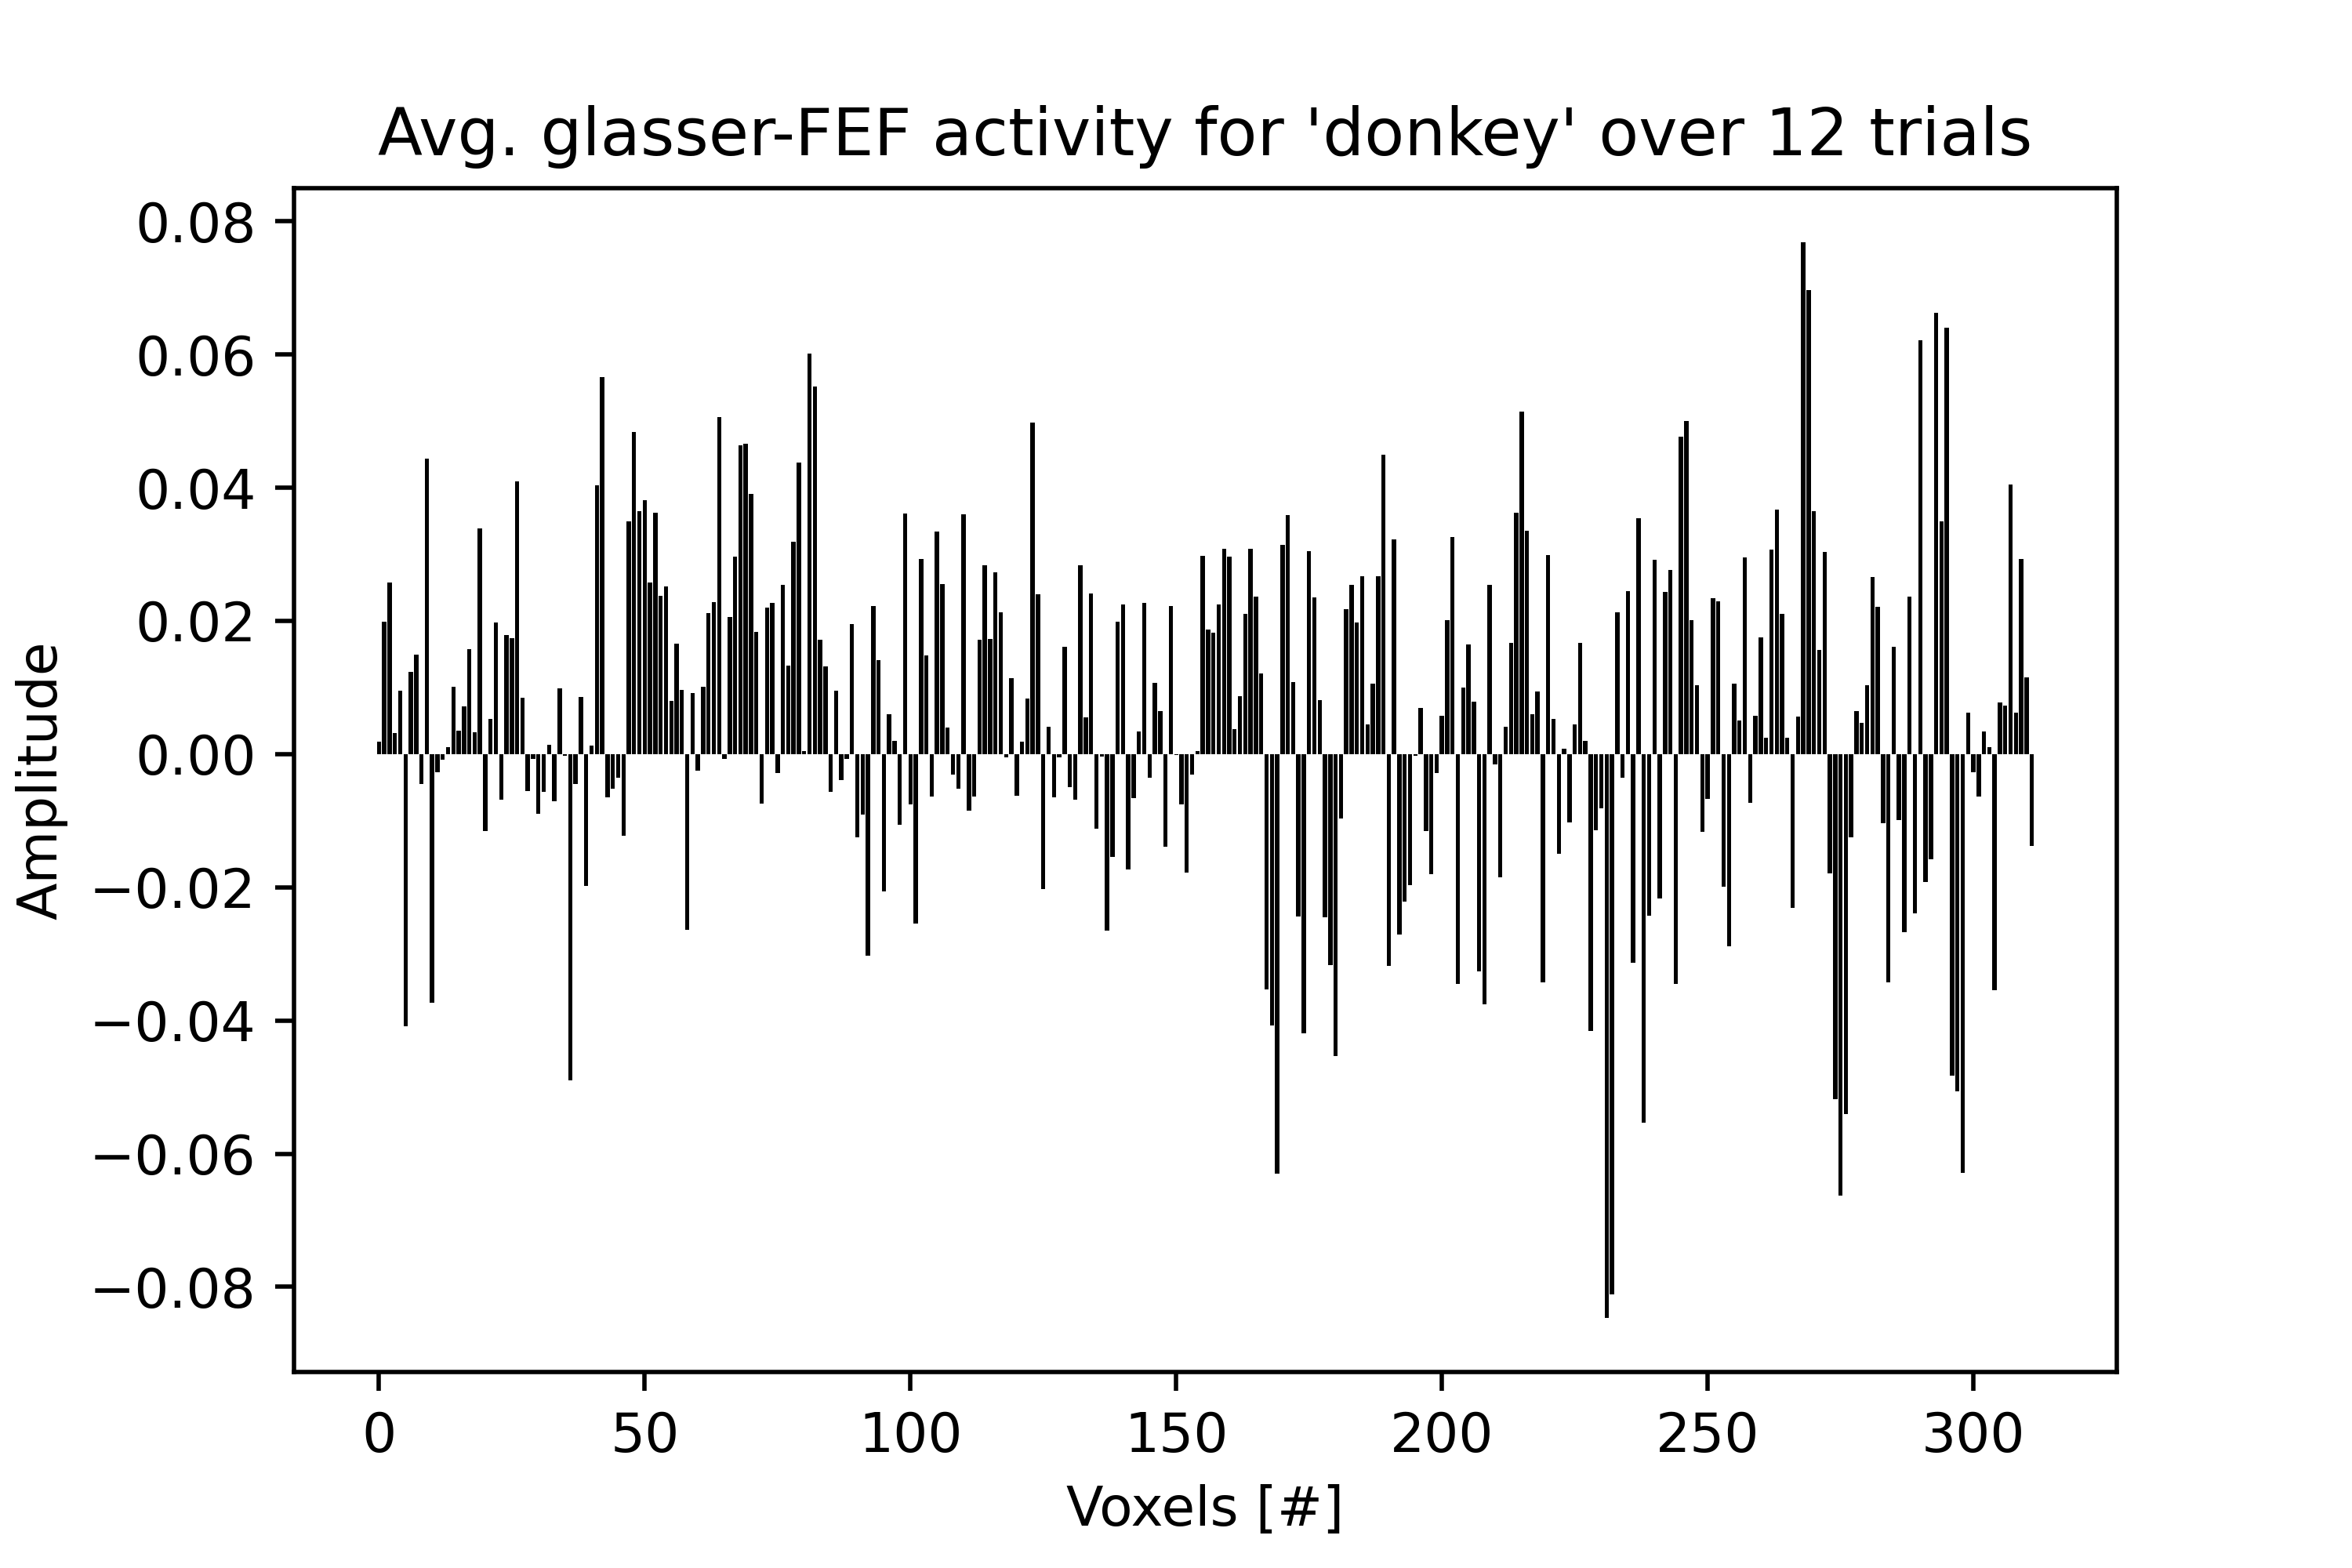 Avg. glasser-FEF activity for 'donkey' over 12 trials
0.08
0.06
0.04
0.02
0.00
−0.02
−0.04
−0.06
−0.08
Amplitude
0 50 100 150 200 250 300
Voxels [#]